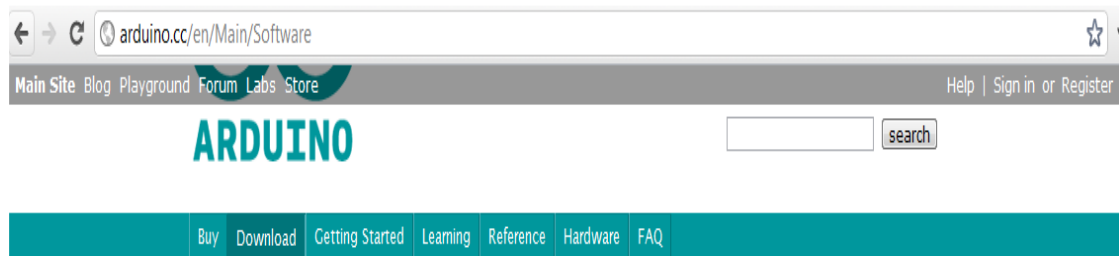 arduino.cc/en/Main/Software
Main Site Blog Playground Forum Labs Store Help | Sign in or Register
ARDUINO
search
Buy Download Getting Started Learning Reference Hardware FAQ